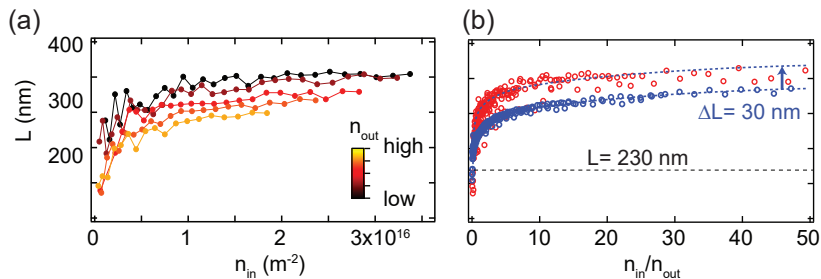 (a)
400
300
200
L (nm)
n_out
high
low
0
1
2
3x10^16
n_in (m^-2)
(b)
ΔL= 30 nm
L= 230 nm
0
10
20
30
40
50
n_in/n_out